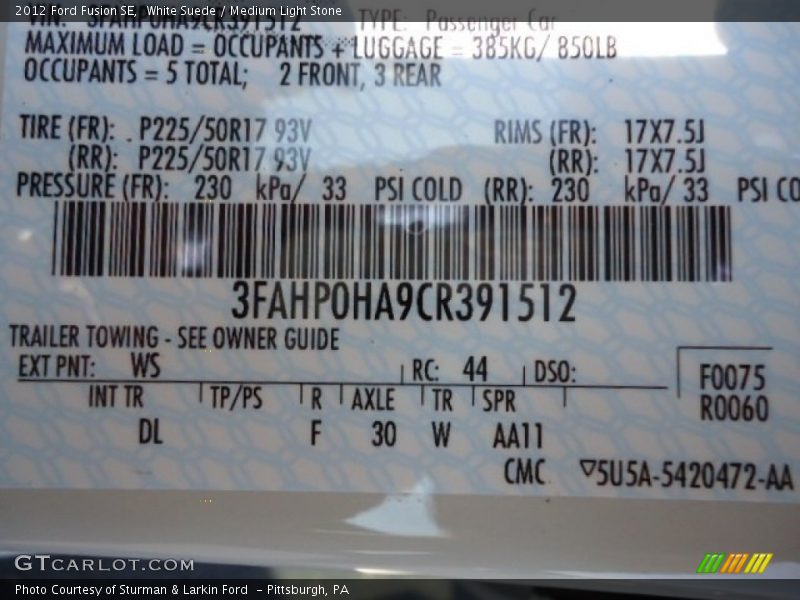 2012 Ford Fusion SE, White Suede / Medium Light Stone
VIN: 3FAHP0HA9CR391512 TYPE: Passenger Car
MAXIMUM LOAD = OCCUPANTS + LUGGAGE = 385KG/ 850LB
OCCUPANTS = 5 TOTAL; 2 FRONT, 3 REAR
TIRE (FR): P225/50R17 93V RIMS (FR): 17X7.5J
(RR): P225/50R17 93V (RR): 17X7.5J
PRESSURE (FR): 230 kPa/ 33 PSI COLD (RR): 230 kPa/ 33 PSI CO
3FAHP0HA9CR391512
TRAILER TOWING - SEE OWNER GUIDE
EXT PNT: WS RC: 44 DSO: F0075
INT TR TP/PS R AXLE TR SPR R0060
DL F 30 W AA11
CMC ▽5U5A-5420472-AA
GTCARLOT.COM
Photo Courtesy of Sturman & Larkin Ford - Pittsburgh, PA